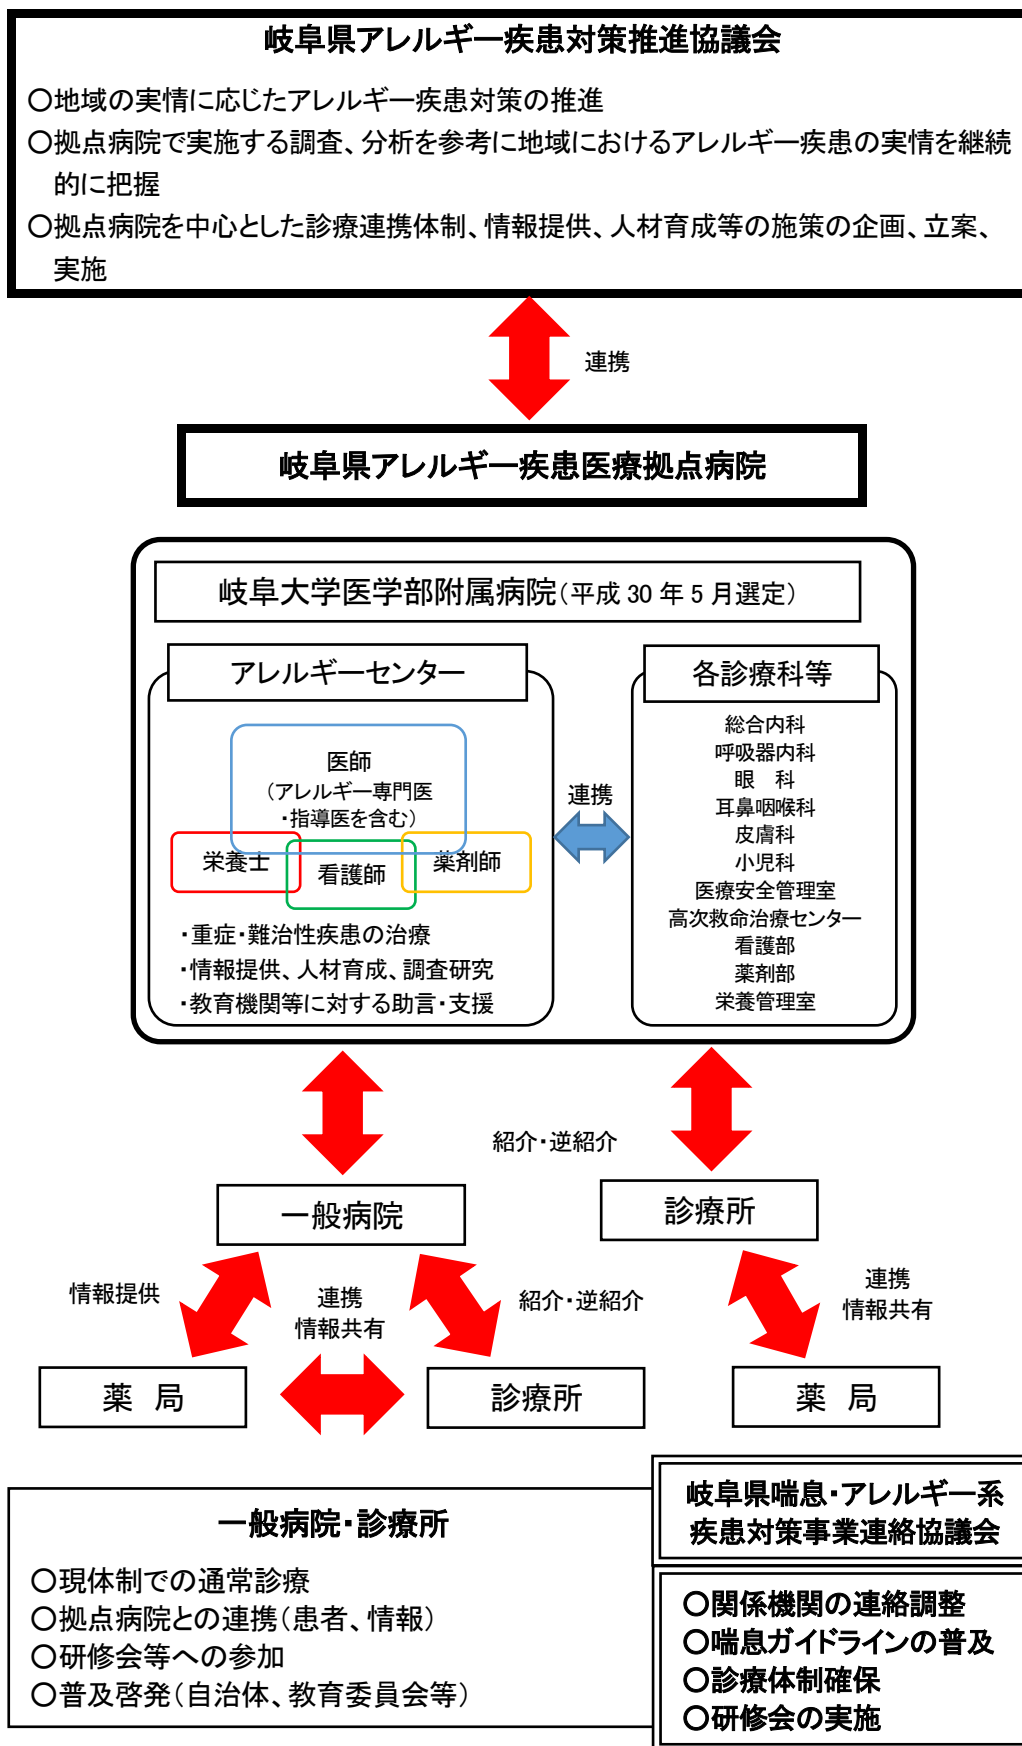 岐阜県アレルギー疾患対策推進協議会
○地域の実情に応じたアレルギー疾患対策の推進
○拠点病院で実施する調査、分析を参考に地域におけるアレルギー疾患の実情を継続
的に把握
○拠点病院を中心とした診療連携体制、情報提供、人材育成等の施策の企画、立案、
実施
連携
岐阜県アレルギー疾患医療拠点病院
岐阜大学医学部附属病院（平成 30 年 5 月選定）
アレルギーセンター
医師
（アレルギー専門医
・指導医を含む）
栄養士
看護師
薬剤師
・重症・難治性疾患の治療
・情報提供、人材育成、調査研究
・教育機関等に対する助言・支援
連携
各診療科等
総合内科
呼吸器内科
眼　科
耳鼻咽喉科
皮膚科
小児科
医療安全管理室
高次救命治療センター
看護部
薬剤部
栄養管理室
紹介・逆紹介
一般病院
診療所
情報提供
連携
情報共有
紹介・逆紹介
連携
情報共有
薬　局
診療所
薬　局
一般病院・診療所
○現体制での通常診療
○拠点病院との連携（患者、情報）
○研修会等への参加
○普及啓発（自治体、教育委員会等）
岐阜県喘息・アレルギー系
疾患対策事業連絡協議会
○関係機関の連絡調整
○喘息ガイドラインの普及
○診療体制確保
○研修会の実施